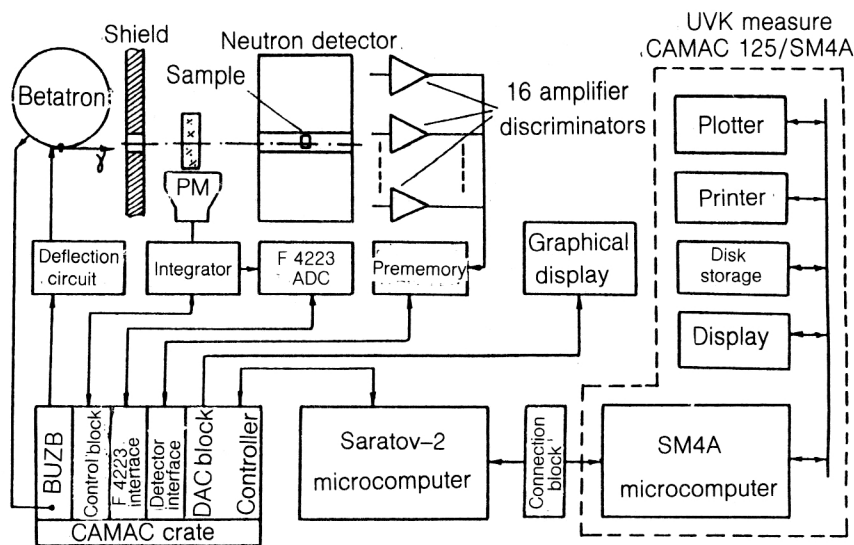 UVK measure
CAMAC 125/SM4A
Shield
Neutron detector
Sample
Betatron
16 amplifier
discriminators
Plotter
γ
PM
Printer
Deflection
circuit
Integrator
F 4223
ADC
Prememory
Graphical
display
Disk
storage
Display
BUZB
Control block
F 4223
interface
Detector
interface
DAC block
Controller
CAMAC crate
Saratov-2
microcomputer
Connection
block
SM4A
microcomputer